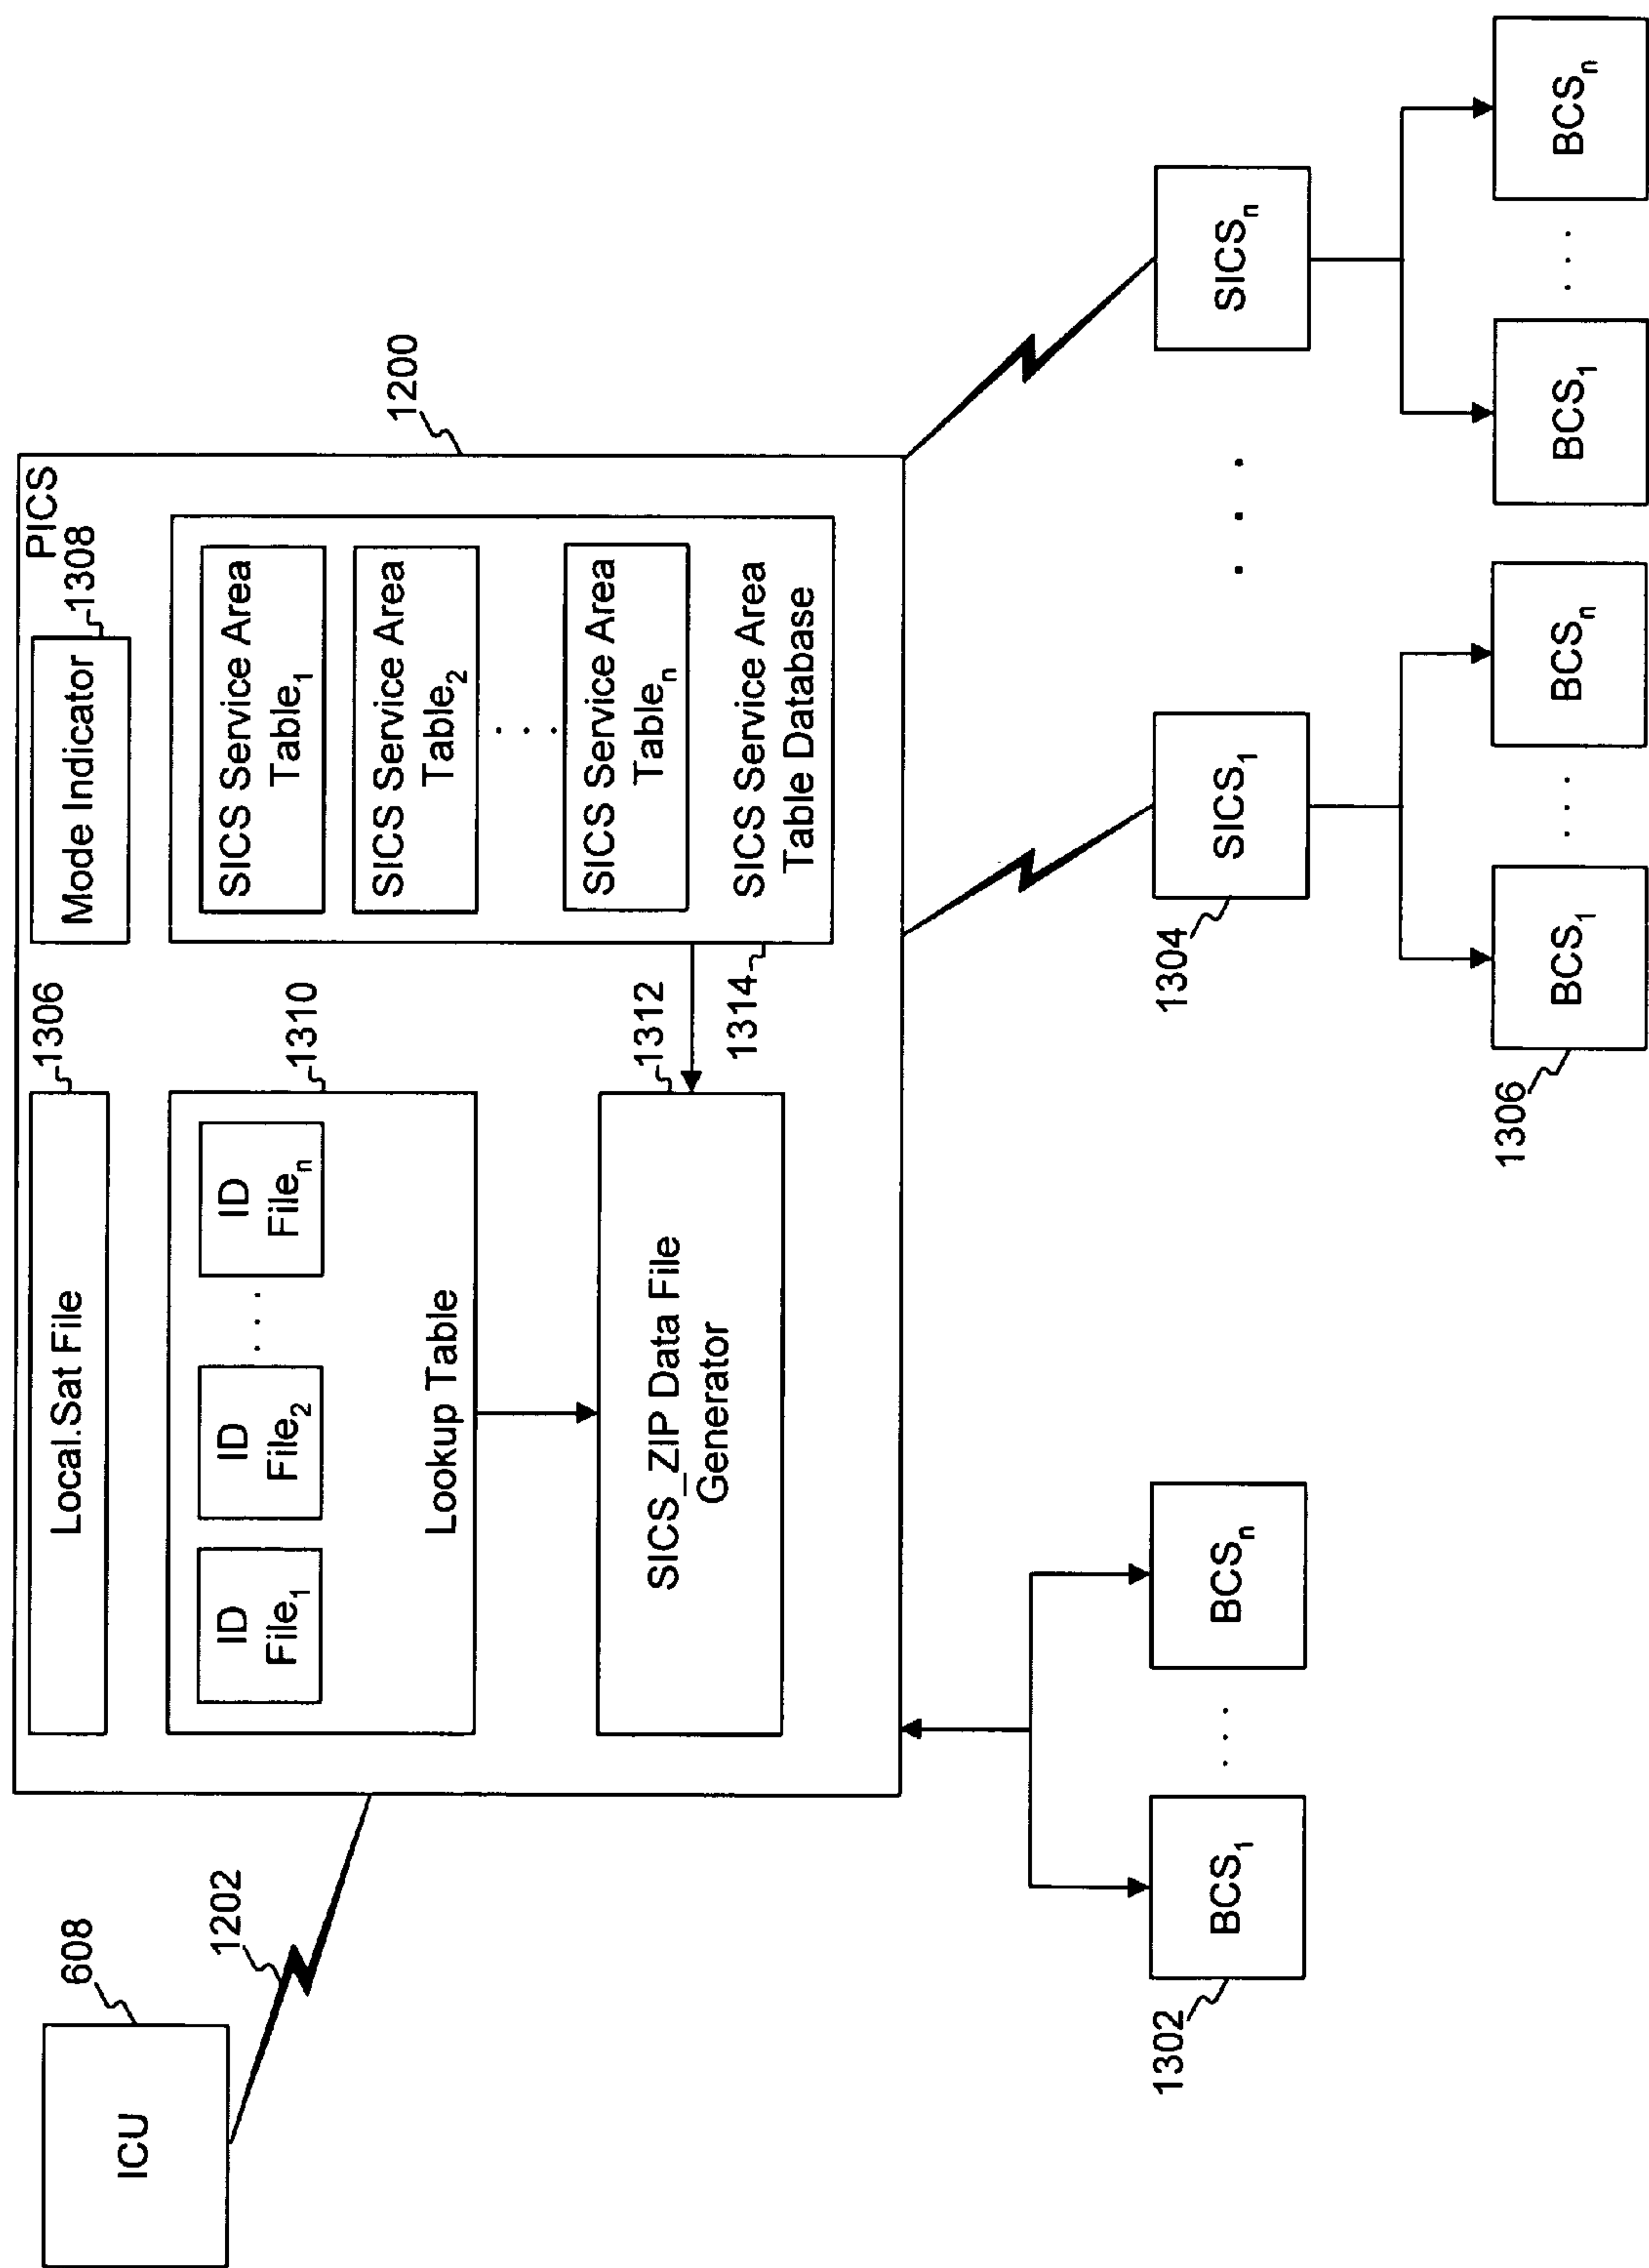 ICU
608
1202
PICS
1200
Local.Sat File
1306
Mode Indicator
1308
ID
File1
ID
File2
. . .
ID
Filen
Lookup Table
1310
SICS_ZIP Data File
Generator
1312
SICS Service Area
Table1
SICS Service Area
Table2
. . .
SICS Service Area
Tablen
SICS Service Area
Table Database
1314
BCS1
. . .
BCSn
1302
SICS1
1304
. . .
SICSn
BCS1
. . .
BCSn
1306
BCS1
. . .
BCSn